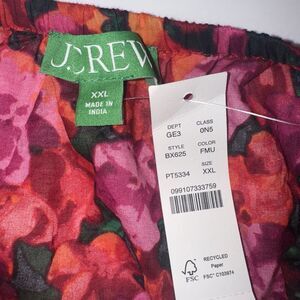 J.CREW
XXL
MADE IN
INDIA
DEPT CLASS
GE3 0N5
STYLE COLOR
BX625 FMU
SIZE
PT5334 XXL
099107333759
RECYCLED
Paper
FSC
FSC® C103974